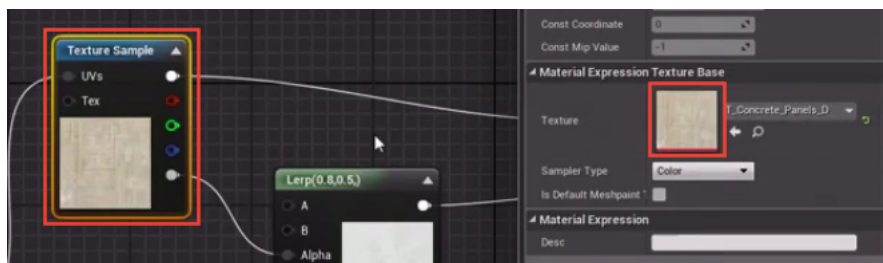 Texture Sample
UVs
Tex
Lerp(0.8,0.5,)
A
B
Alpha
Const Coordinate
0
Const Mip Value
-1
Material Expression Texture Base
Texture
T_Concrete_Panels_D
Sampler Type
Color
Is Default Meshpaint
Material Expression
Desc